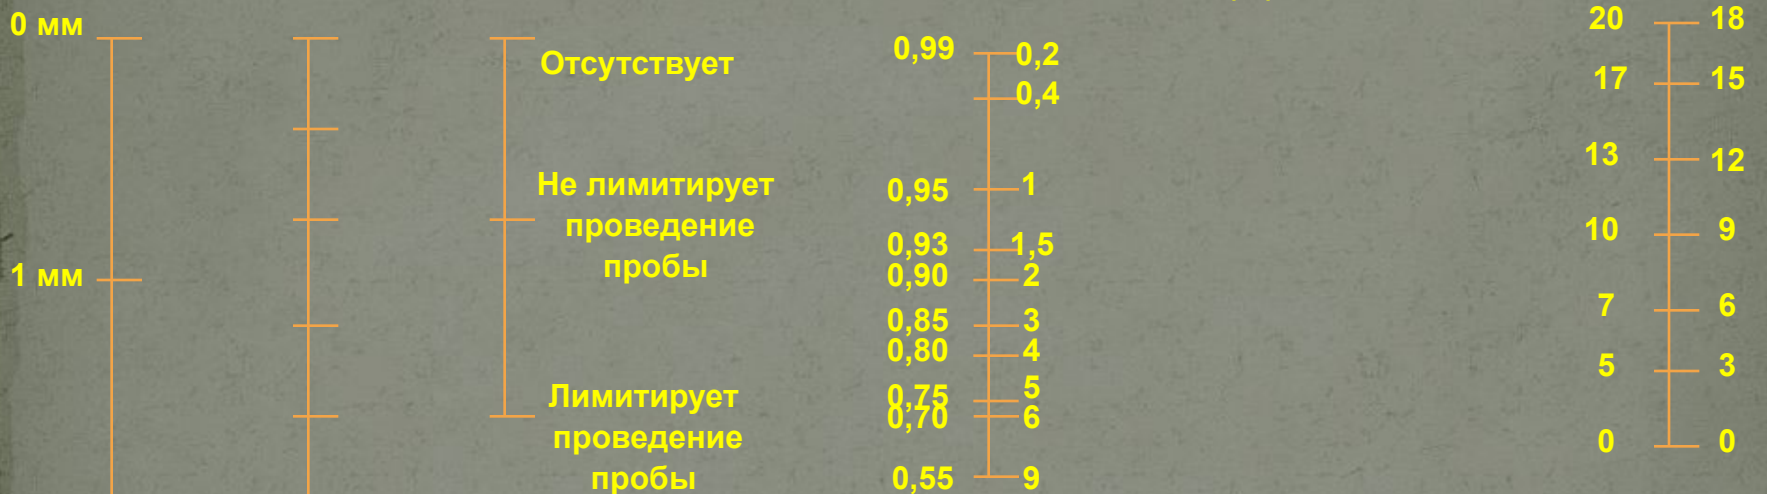 0 мм
1 мм
Отсутствует
Не лимитирует
проведение
пробы
Лимитирует
проведение
пробы
0,99 0,2
0,4
0,95 1
0,93 1,5
0,90 2
0,85 3
0,80 4
0,75 5
0,70 6
0,55 9
20 18
17 15
13 12
10 9
7 6
5 3
0 0